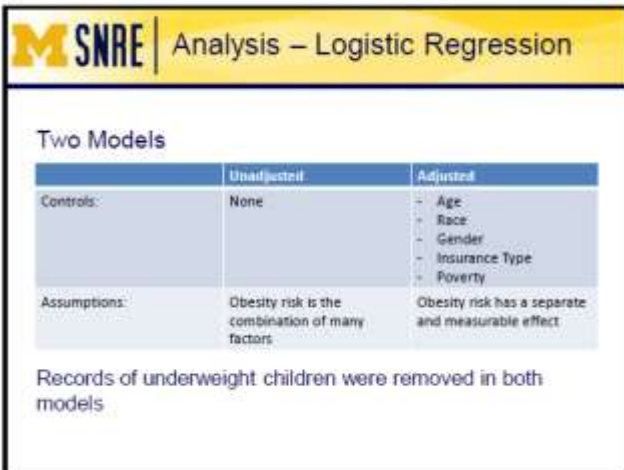 M SNRE Analysis – Logistic Regression
Two Models
Unadjusted Adjusted
Controls: None - Age
- Race
- Gender
- Insurance Type
- Poverty
Assumptions: Obesity risk is the Obesity risk has a separate
combination of many and measurable effect
factors
Records of underweight children were removed in both
models